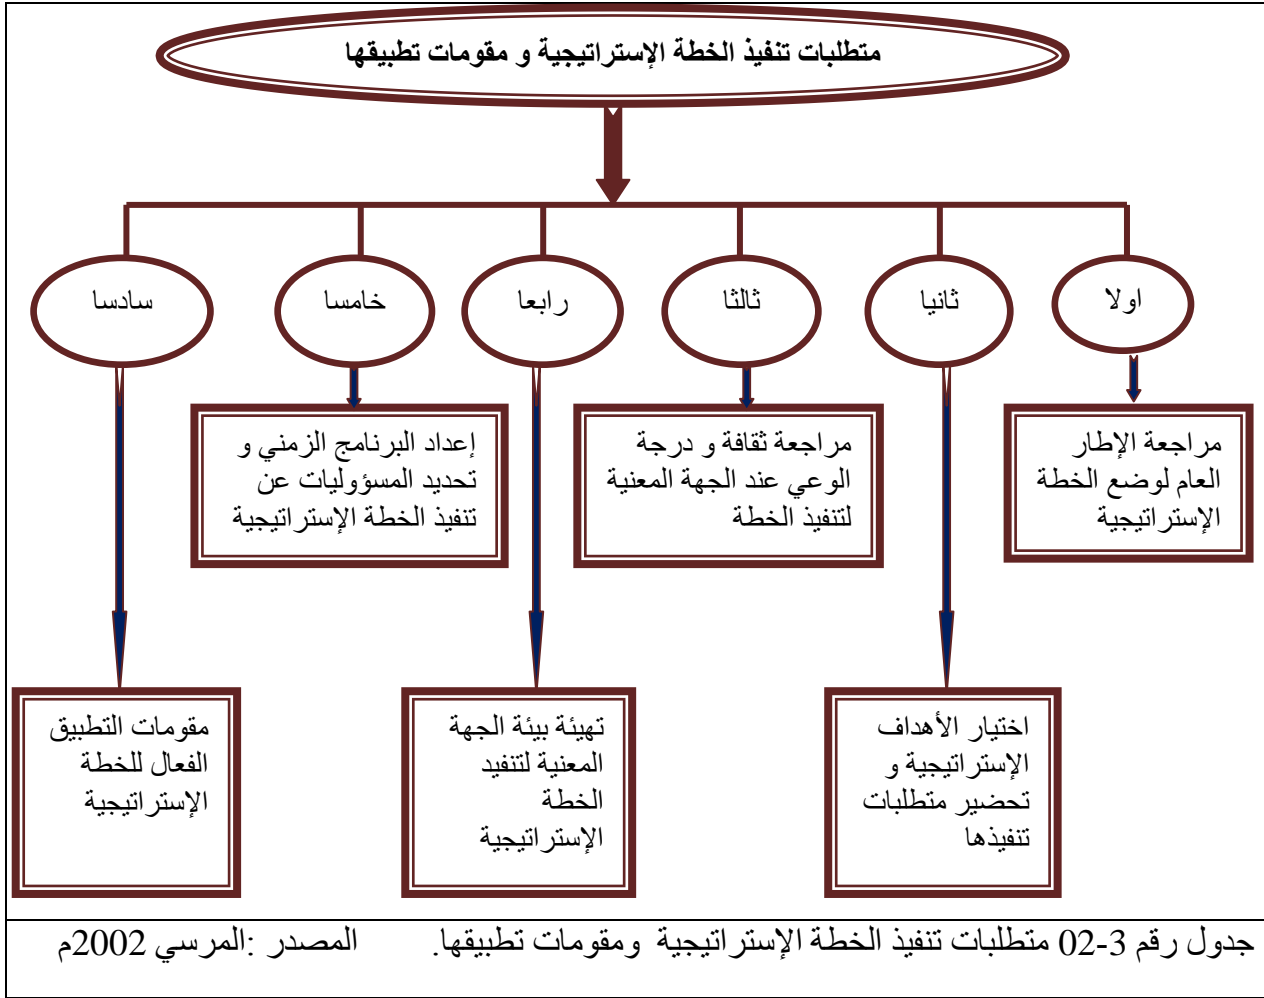 متطلبات تنفيذ الخطة الإستراتيجية و مقومات تطبيقها
اولا
ثانيا
ثالثا
رابعا
خامسا
سادسا
مراجعة الإطار
العام لوضع الخطة
الإستراتيجية
مراجعة ثقافة و درجة
الوعي عند الجهة المعنية
لتنفيذ الخطة
إعداد البرنامج الزمني و
تحديد المسؤوليات عن
تنفيذ الخطة الإستراتيجية
اختيار الأهداف
الإستراتيجية و
تحضير متطلبات
تنفيذها
تهيئة بيئة الجهة
المعنية لتنفيد
الخطة
الإستراتيجية
مقومات التطبيق
الفعال للخطة
الإستراتيجية
جدول رقم 3-02 متطلبات تنفيذ الخطة الإستراتيجية ومقومات تطبيقها. المصدر :المرسي 2002م